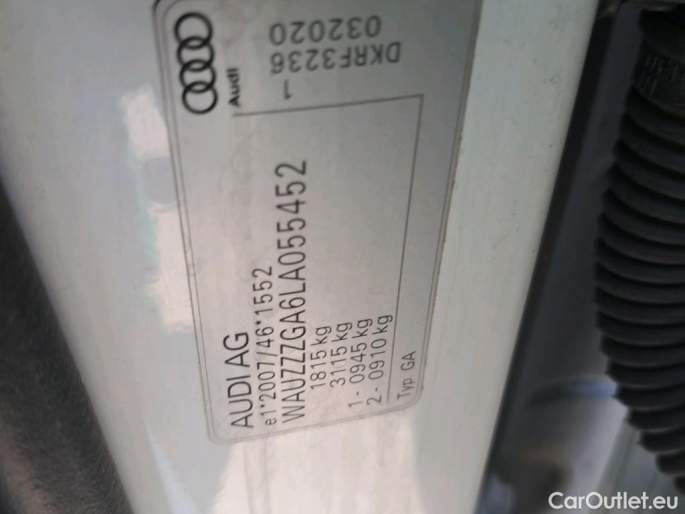 Audi
DKRF3236
032020
1
AUDI AG
e1*2007/46*1552
WAUZZZGA6LA055452
1815 kg
3115 kg
1- 0945 kg
2- 0910 kg
Typ GA
CarOutlet.eu